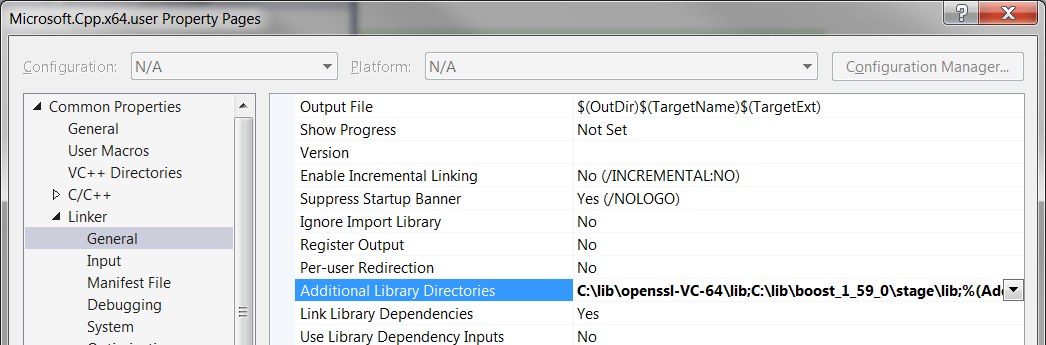 Microsoft.Cpp.x64.user Property Pages
Configuration: N/A Platform: N/A Configuration Manager...
Common Properties
General
User Macros
VC++ Directories
C/C++
Linker
General
Input
Manifest File
Debugging
System
Output File $(OutDir)$(TargetName)$(TargetExt)
Show Progress Not Set
Version
Enable Incremental Linking No (/INCREMENTAL:NO)
Suppress Startup Banner Yes (/NOLOGO)
Ignore Import Library No
Register Output No
Per-user Redirection No
Additional Library Directories C:\lib\openssl-VC-64\lib;C:\lib\boost_1_59_0\stage\lib;%(Add
Link Library Dependencies Yes
Use Library Dependency Inputs No